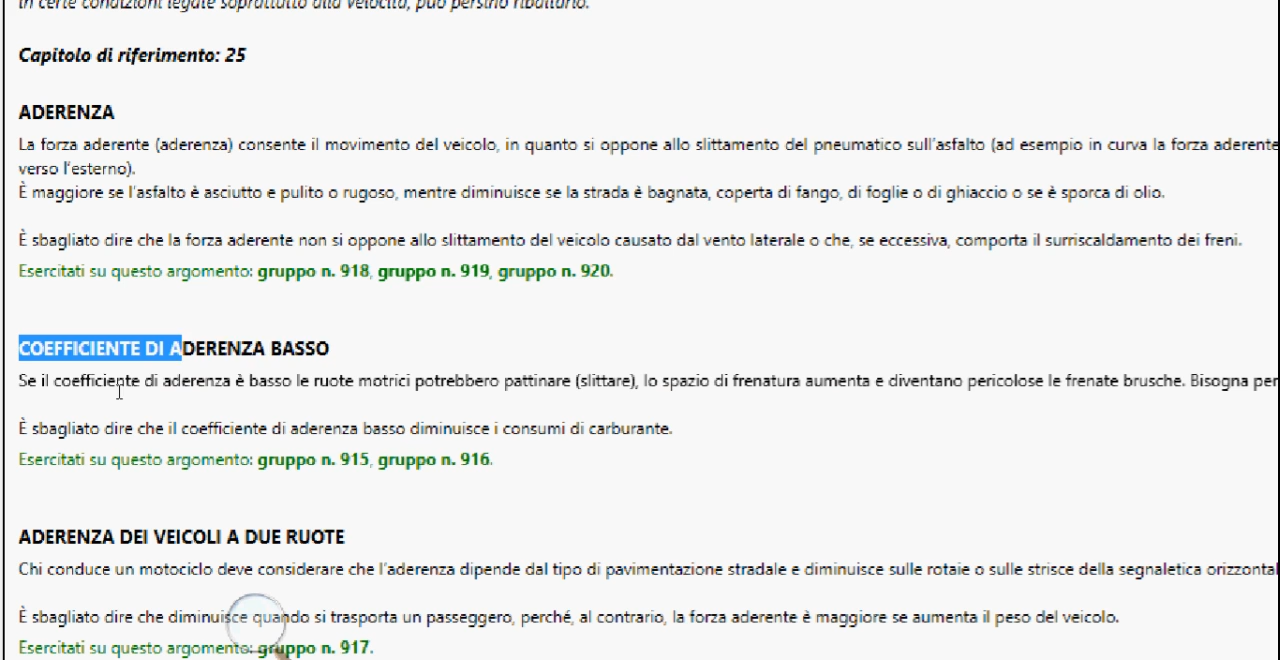 in certe condizioni legate soprattutto alla velocità, può persino ribaltarlo.
Capitolo di riferimento: 25
ADERENZA
La forza aderente (aderenza) consente il movimento del veicolo, in quanto si oppone allo slittamento del pneumatico sull'asfalto (ad esempio in curva la forza aderente
verso l'esterno).
È maggiore se l'asfalto è asciutto e pulito o rugoso, mentre diminuisce se la strada è bagnata, coperta di fango, di foglie o di ghiaccio o se è sporca di olio.
È sbagliato dire che la forza aderente non si oppone allo slittamento del veicolo causato dal vento laterale o che, se eccessiva, comporta il surriscaldamento dei freni.
Esercitati su questo argomento: gruppo n. 918, gruppo n. 919, gruppo n. 920.
COEFFICIENTE DI ADERENZA BASSO
Se il coefficiente di aderenza è basso le ruote motrici potrebbero pattinare (slittare), lo spazio di frenatura aumenta e diventano pericolose le frenate brusche. Bisogna per
È sbagliato dire che il coefficiente di aderenza basso diminuisce i consumi di carburante.
Esercitati su questo argomento: gruppo n. 915, gruppo n. 916.
ADERENZA DEI VEICOLI A DUE RUOTE
Chi conduce un motociclo deve considerare che l'aderenza dipende dal tipo di pavimentazione stradale e diminuisce sulle rotaie o sulle strisce della segnaletica orizzontal
È sbagliato dire che diminuisce quando si trasporta un passeggero, perché, al contrario, la forza aderente è maggiore se aumenta il peso del veicolo.
Esercitati su questo argomento: gruppo n. 917.